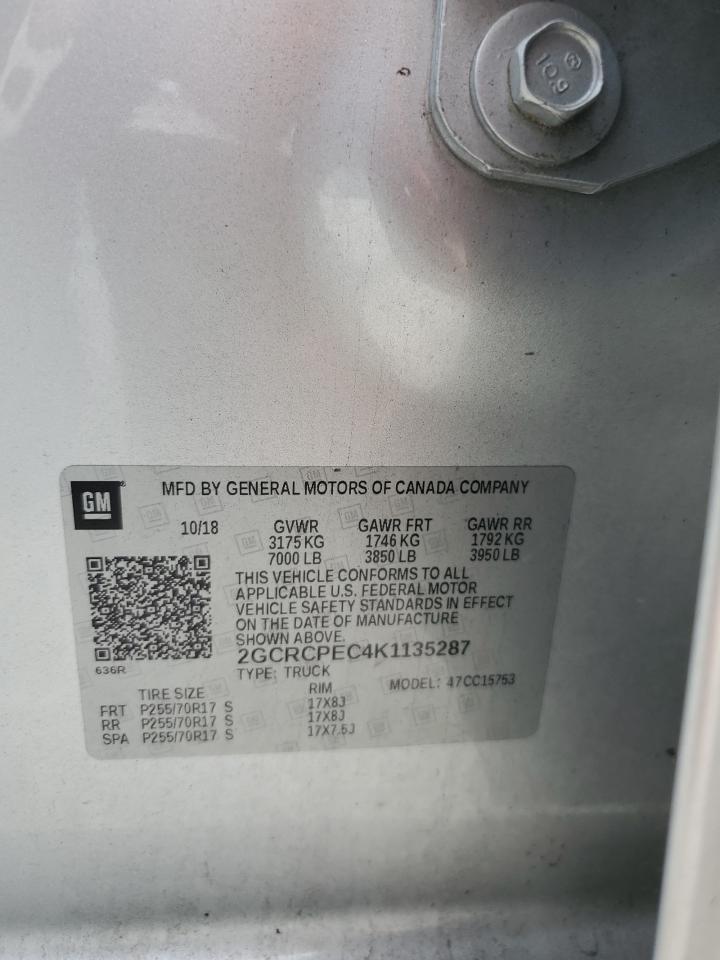 109
GM
MFD BY GENERAL MOTORS OF CANADA COMPANY
10/18 GVWR GAWR FRT GAWR RR
3175 KG 1746 KG 1792 KG
7000 LB 3850 LB 3950 LB
THIS VEHICLE CONFORMS TO ALL
APPLICABLE U.S. FEDERAL MOTOR
VEHICLE SAFETY STANDARDS IN EFFECT
ON THE DATE OF MANUFACTURE
SHOWN ABOVE.
2GCRCPEC4K1135287
636R
TYPE: TRUCK MODEL: 47CC15753
TIRE SIZE RIM
FRT P255/70R17 S 17X8J
RR P255/70R17 S 17X8J
SPA P255/70R17 S 17X7.5J